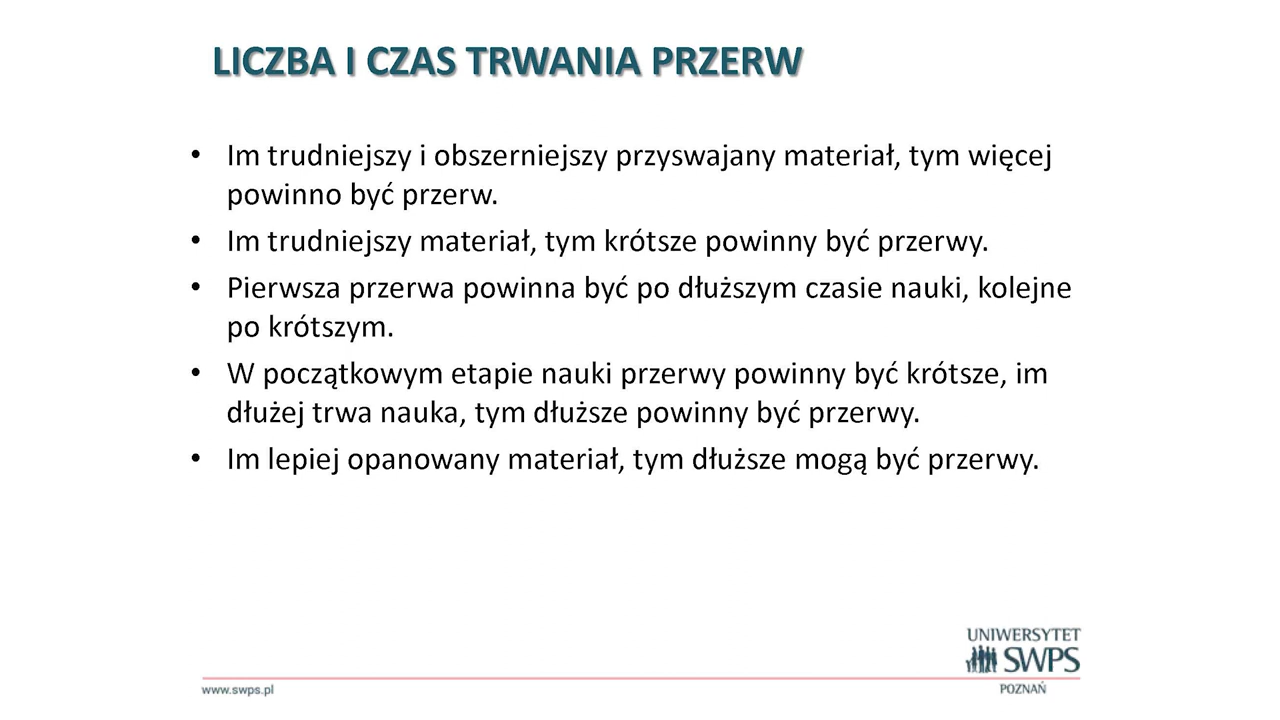 LICZBA I CZAS TRWANIA PRZERW
• Im trudniejszy i obszerniejszy przyswajany materiał, tym więcej
powinno być przerw.
• Im trudniejszy materiał, tym krótsze powinny być przerwy.
• Pierwsza przerwa powinna być po dłuższym czasie nauki, kolejne
po krótszym.
• W początkowym etapie nauki przerwy powinny być krótsze, im
dłużej trwa nauka, tym dłuższe powinny być przerwy.
• Im lepiej opanowany materiał, tym dłuższe mogą być przerwy.
UNIWERSYTET
SWPS
www.swps.pl
POZNAŃ